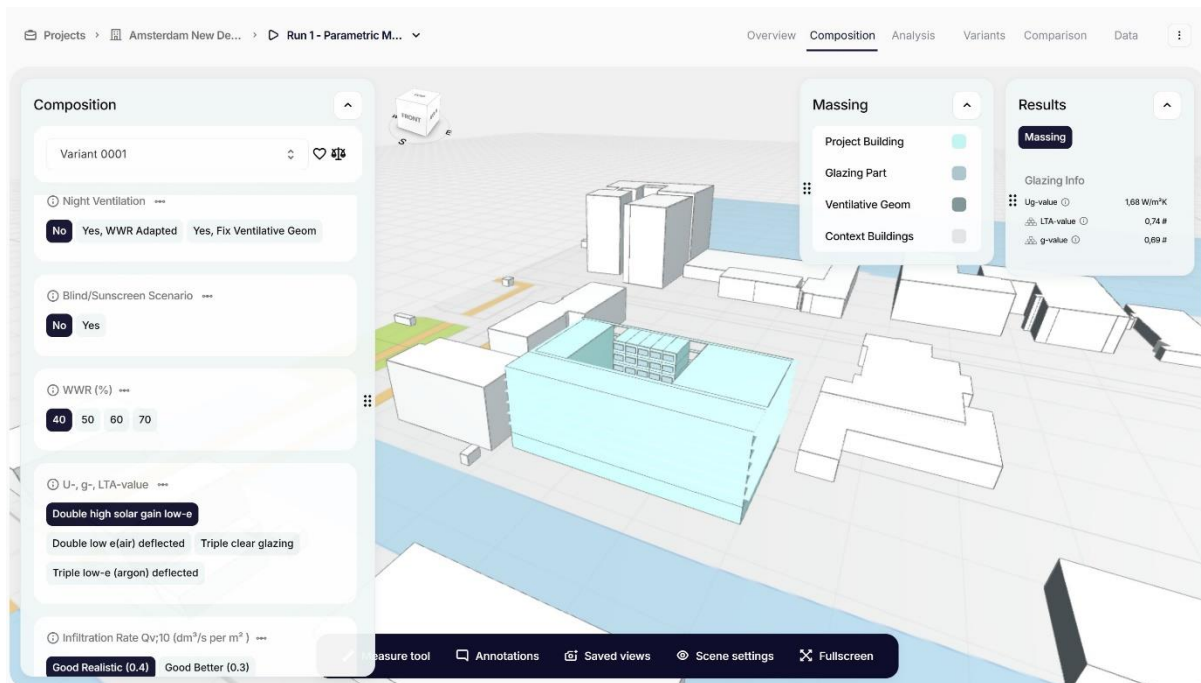 Projects > Amsterdam New De... > Run 1 - Parametric M...
Overview Composition Analysis Variants Comparison Data
Composition
Variant 0001
Night Ventilation
No Yes, WWR Adapted Yes, Fix Ventilative Geom
Blind/Sunscreen Scenario
No Yes
WWR (%)
40 50 60 70
U-, g-, LTA-value
Double high solar gain low-e
Double low e(air) deflected Triple clear glazing
Triple low-e (argon) deflected
Infiltration Rate Qv;10 (dm³/s per m² )
Good Realistic (0.4) Good Better (0.3)
FRONT
S
E
Massing
Project Building
Glazing Part
Ventilative Geom
Context Buildings
Results
Massing
Glazing Info
Ug-value 1,68 W/m²K
LTA-value 0,74 #
g-value 0,69 #
easure tool Annotations Saved views Scene settings Fullscreen